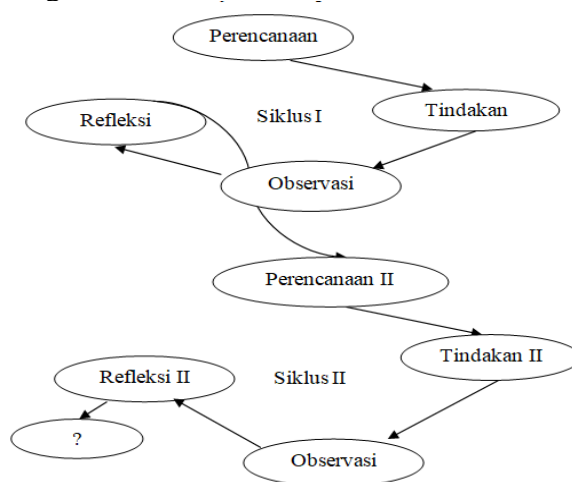 Perencanaan
Tindakan
Siklus I
Refleksi
Observasi
Perencanaan II
Tindakan II
Siklus II
Refleksi II
?
Observasi